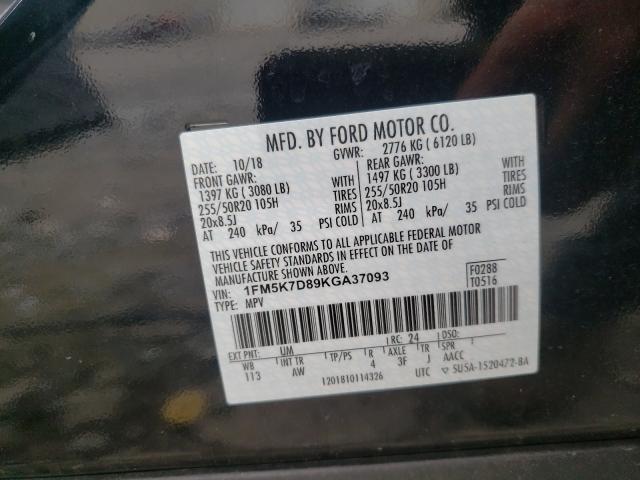 MFD. BY FORD MOTOR CO.
DATE: 10/18 GVWR: 2776 KG ( 6120 LB)
FRONT GAWR: REAR GAWR:
1397 KG ( 3080 LB) WITH 1497 KG ( 3300 LB) WITH
255/50R20 105H TIRES 255/50R20 105H TIRES
20x8.5J RIMS 20x8.5J RIMS
AT 240 kPa/ 35 PSI COLD AT 240 kPa/ 35 PSI COLD
THIS VEHICLE CONFORMS TO ALL APPLICABLE FEDERAL MOTOR
VEHICLE SAFETY STANDARDS IN EFFECT ON THE DATE OF
MANUFACTURE SHOWN ABOVE.
VIN: 1FM5K7D89KGA37093 F0288
TYPE: MPV T0516
EXT PNT: UM RC: 24 DSO:
WB INT TR TP/PS R AXLE TR SPR
113 AW 4 3F J AACC
1201810114326 UTC 5U5A-1520472-BA